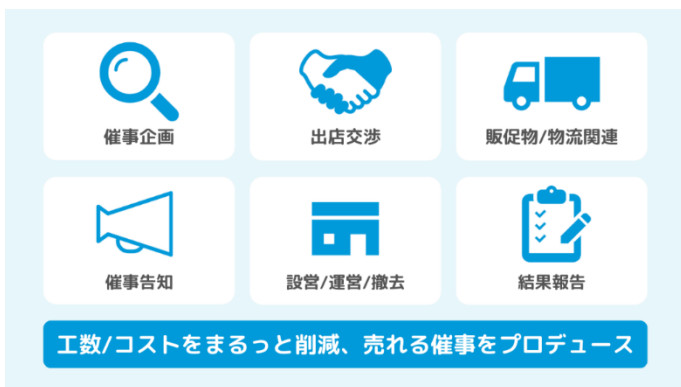 催事企画
出店交渉
販促物/物流関連
催事告知
設営/運営/撤去
結果報告
工数/コストをまるっと削減、売れる催事をプロデュース